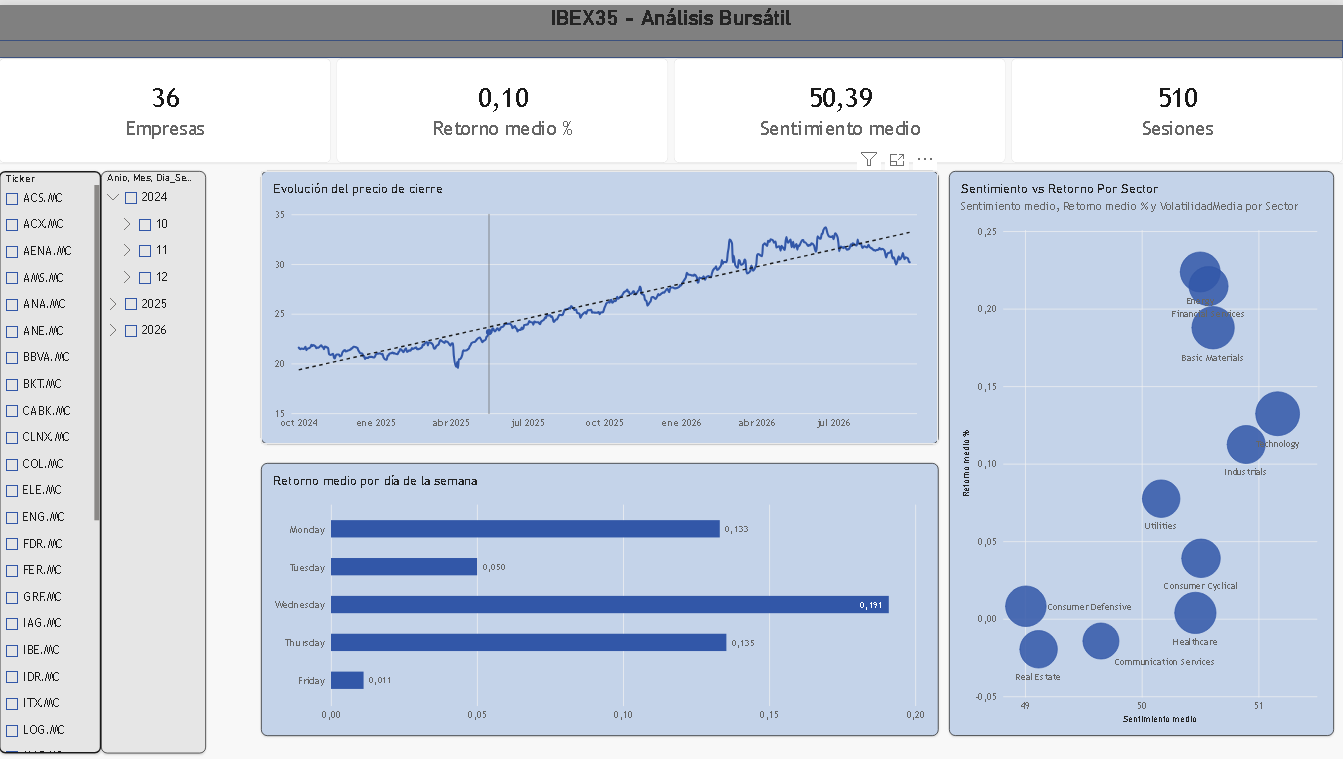 IBEX35 - Análisis Bursátil
36
Empresas
0,10
Retorno medio %
50,39
Sentimiento medio
510
Sesiones
Ticker
ACS.MC
ACX.MC
AENA.MC
AMS.MC
ANA.MC
ANE.MC
BBVA.MC
BKT.MC
CABK.MC
CLNX.MC
COL.MC
ELE.MC
ENG.MC
FDR.MC
FER.MC
GRF.MC
IAG.MC
IBE.MC
IDR.MC
ITX.MC
LOG.MC
Anio, Mes, Dia_Se...
2024
10
11
12
2025
2026
Evolución del precio de cierre
35
30
25
20
15
oct 2024
ene 2025
abr 2025
jul 2025
oct 2025
ene 2026
abr 2026
jul 2026
Retorno medio por día de la semana
Monday
0,133
Tuesday
0,050
Wednesday
0,191
Thursday
0,135
Friday
0,011
0,00
0,05
0,10
0,15
0,20
Sentimiento vs Retorno Por Sector
Sentimiento medio, Retorno medio % y VolatilidadMedia por Sector
Retorno medio %
0,25
0,20
0,15
0,10
0,05
0,00
-0,05
Financial Services
Basic Materials
Industrials
Utilities
Consumer Cyclical
Consumer Defensive
Healthcare
Communication Services
Real Estate
49
50
51
Sentimiento medio